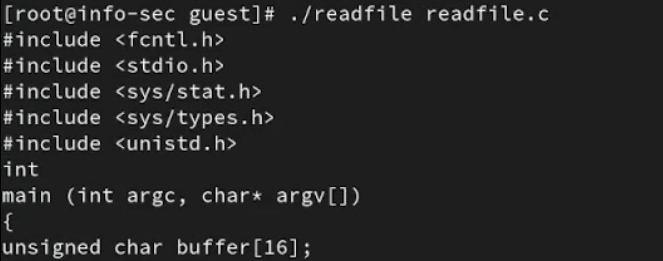 [root@info-sec guest]# ./readfile readfile.c
#include <fcntl.h>
#include <stdio.h>
#include <sys/stat.h>
#include <sys/types.h>
#include <unistd.h>
int
main (int argc, char* argv[])
{
unsigned char buffer[16];